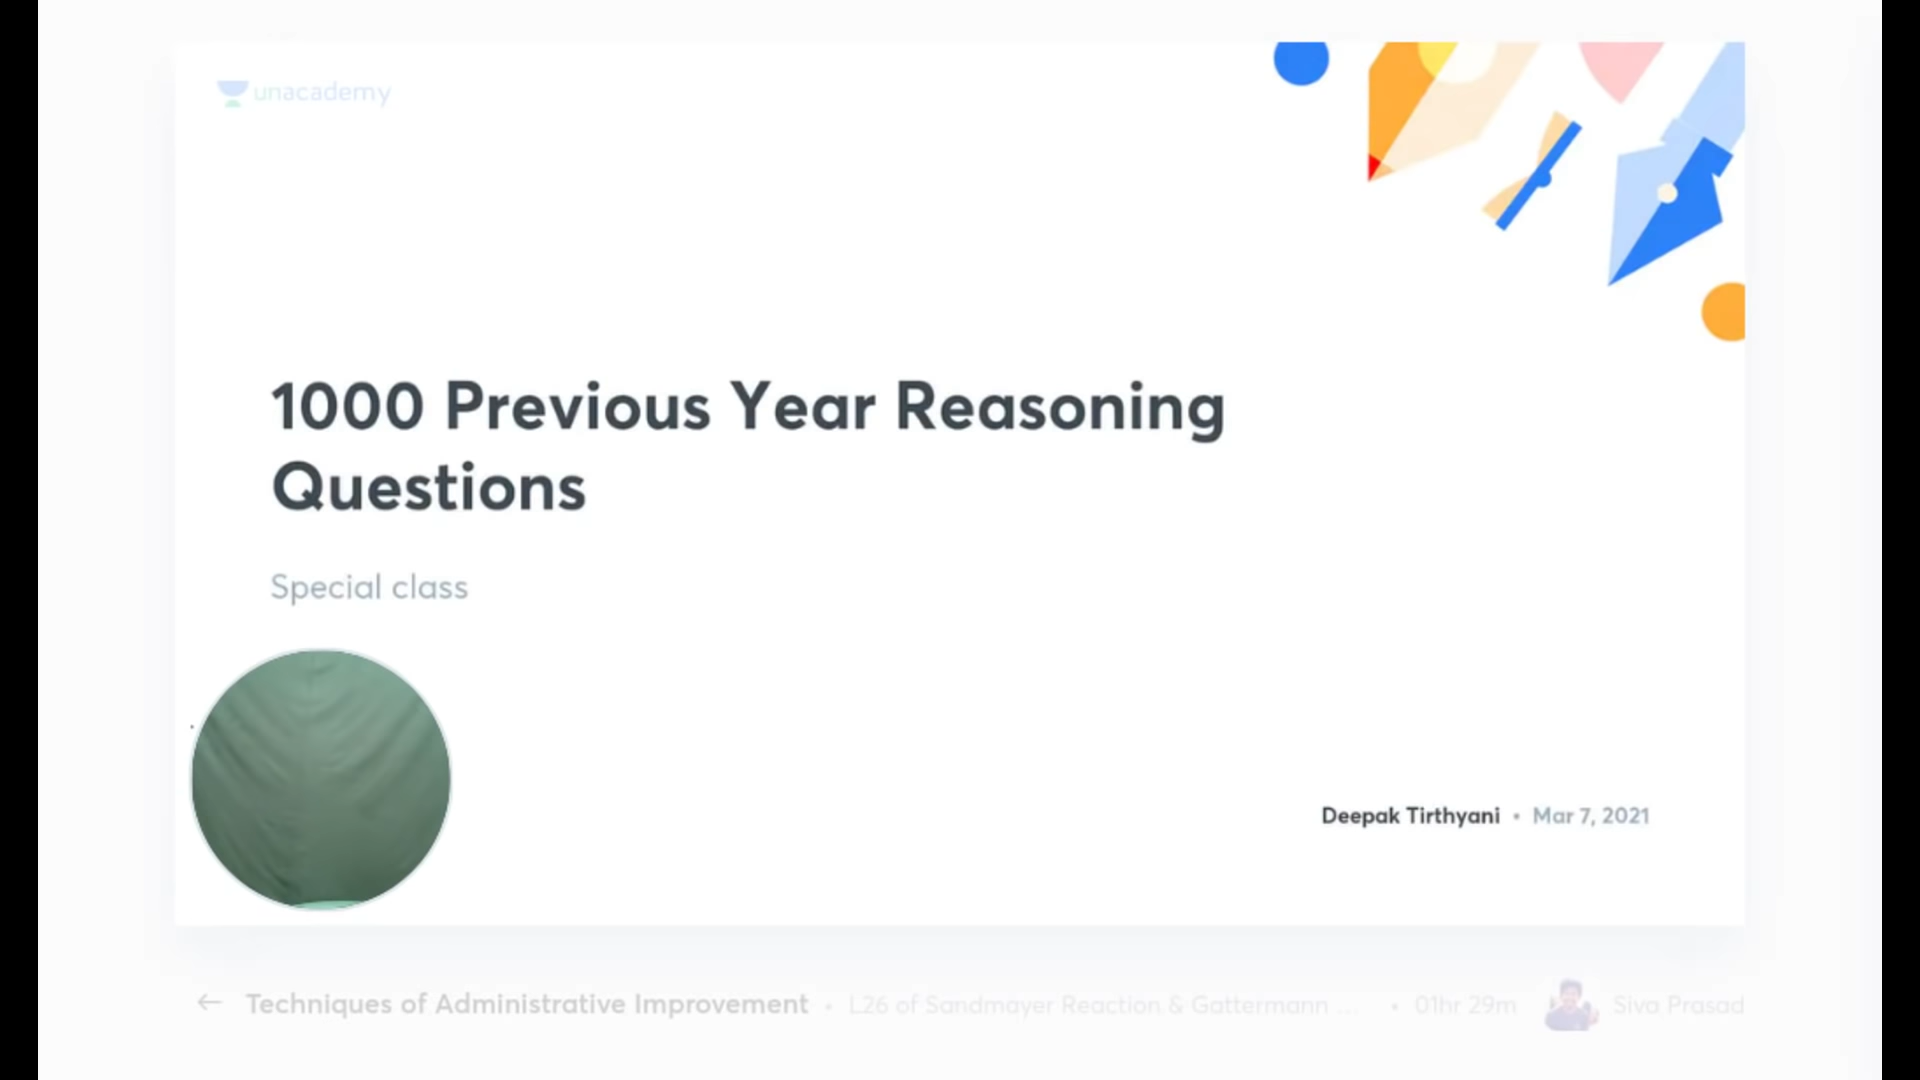 unacademy
1000 Previous Year Reasoning
Questions
Special class
Deepak Tirthyani • Mar 7, 2021
← Techniques of Administrative Improvement • L26 of Sandmayer Reaction & Gattermann ... • 01hr 29m Siva Prasad